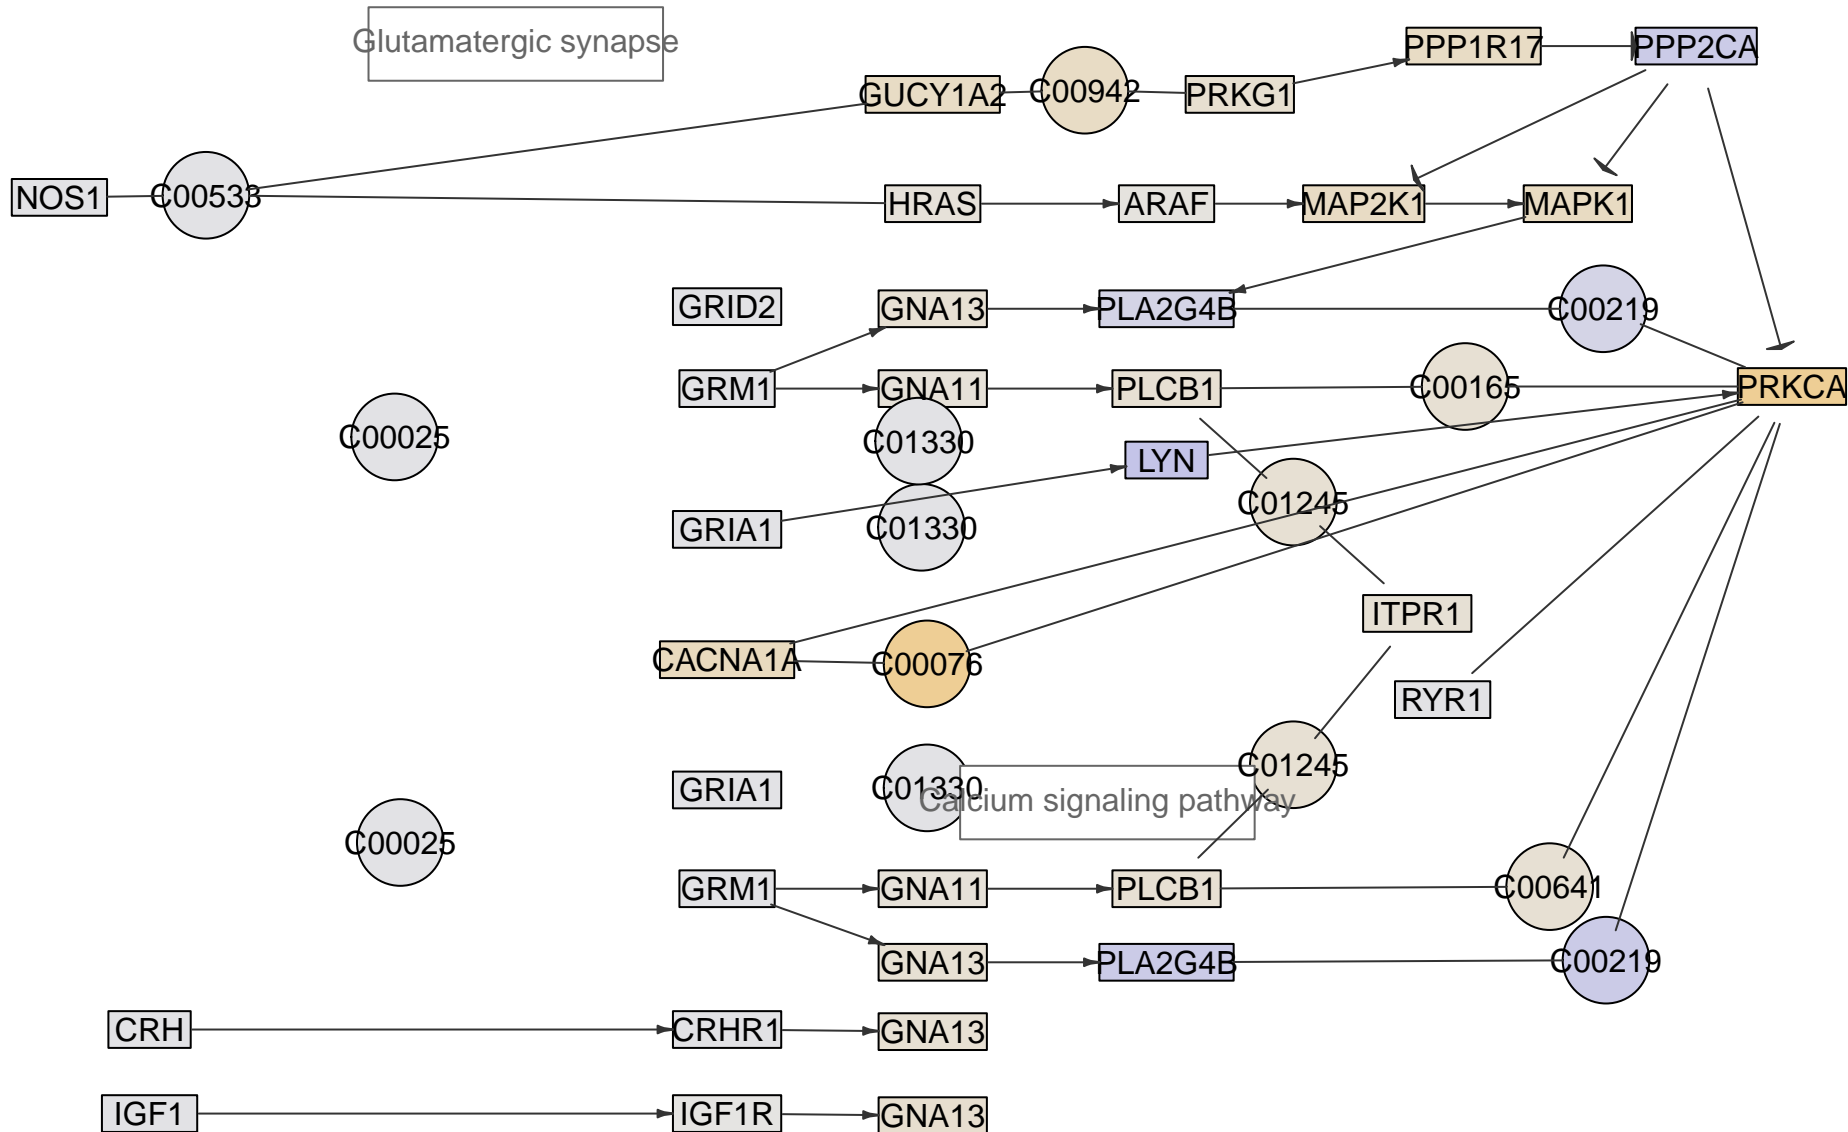 Glutamatergic synapse
PPP1R17
PPP2CA
GUCY1A2
C00942
PRKG1
NOS1
C00533
HRAS
ARAF
MAP2K1
MAPK1
GRID2
GNA13
PLA2G4B
C00219
GRM1
GNA11
PLCB1
C00165
PRKCA
C00025
C01330
LYN
C01245
GRIA1
C01330
ITPR1
CACNA1A
C00076
RYR1
C01245
GRIA1
C01330
Calcium signaling pathway
C00025
GRM1
GNA11
PLCB1
C00641
GNA13
PLA2G4B
C00219
CRH
CRHR1
GNA13
IGF1
IGF1R
GNA13